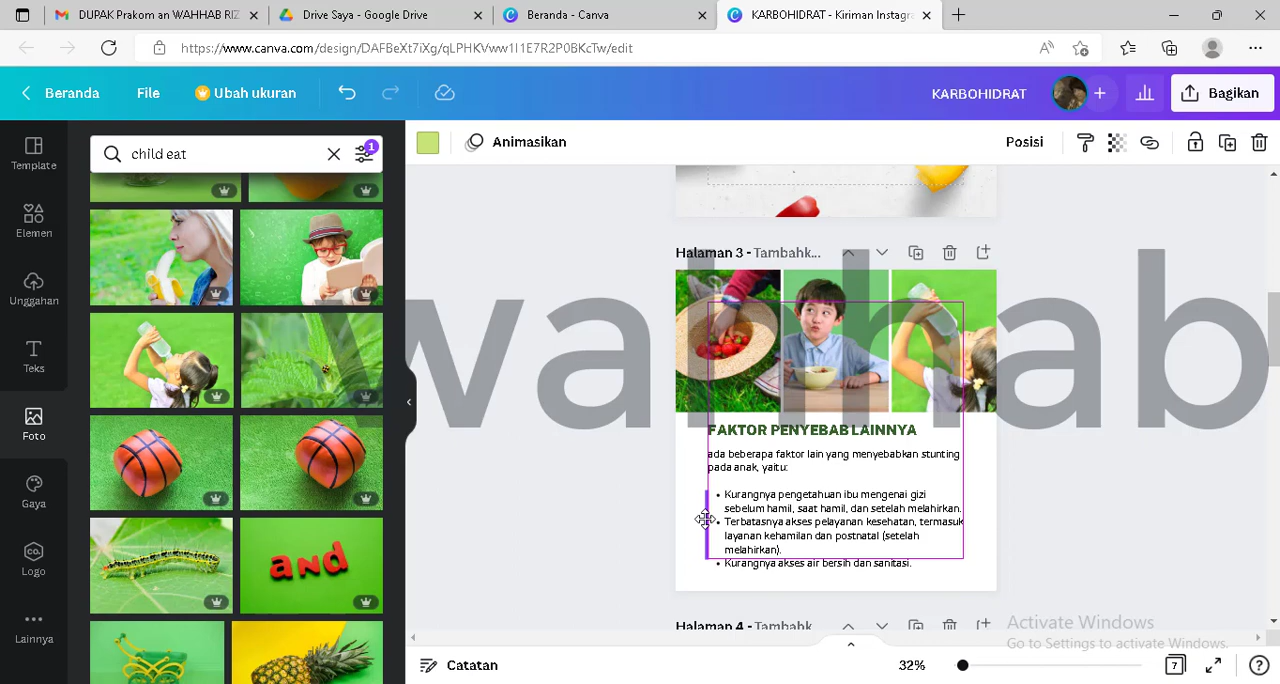 DUPAK Prakom an WAHHAB RIZ
Drive Saya - Google Drive
Beranda - Canva
KARBOHIDRAT - Kiriman Instagra
https://www.canva.com/design/DAFBeXt7iXg/qLPHKVww1I1E7R2P0BKcTw/edit
Beranda
File
Ubah ukuran
KARBOHIDRAT
Bagikan
Template
Elemen
Unggahan
Teks
Foto
Gaya
Logo
Lainnya
child eat
1
and
Animasikan
Posisi
Halaman 3 - Tambahk...
wahhab
FAKTOR PENYEBAB LAINNYA
ada beberapa faktor lain yang menyebabkan stunting
pada anak, yaitu:
• Kurangnya pengetahuan ibu mengenai gizi
sebelum hamil, saat hamil, dan setelah melahirkan.
• Terbatasnya akses pelayanan kesehatan, termasuk
layanan kehamilan dan postnatal (setelah
melahirkan).
• Kurangnya akses air bersih dan sanitasi.
Halaman 4 - Tambahk
Activate Windows
Go to Settings to activate Windows.
Catatan
32%
7
co.